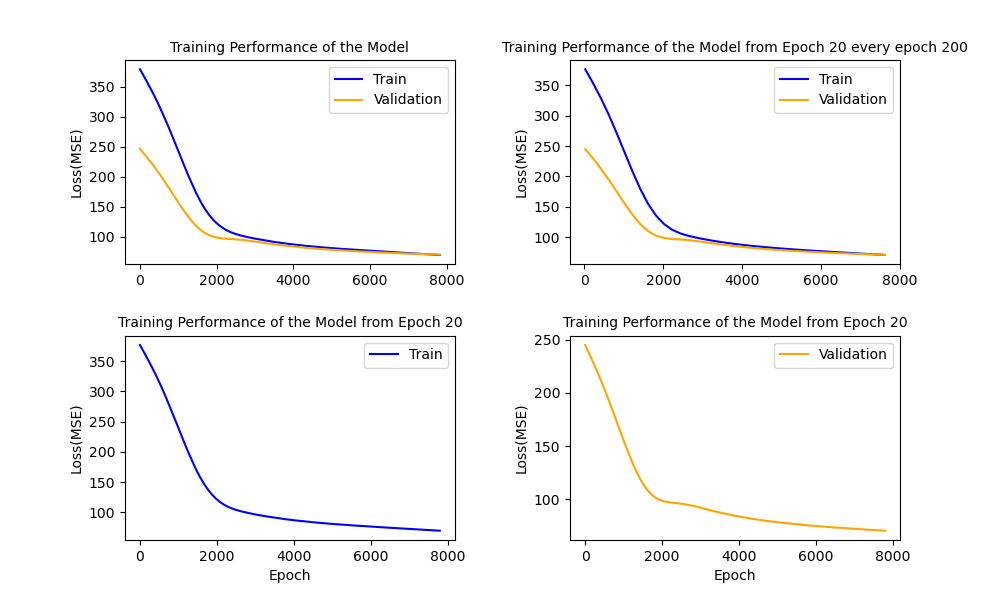 Training Performance of the Model
Loss(MSE)
350
300
250
200
150
100
0 2000 4000 6000 8000
Train
Validation
Training Performance of the Model from Epoch 20 every epoch 200
Loss(MSE)
350
300
250
200
150
100
0 2000 4000 6000 8000
Train
Validation
Training Performance of the Model from Epoch 20
Loss(MSE)
350
300
250
200
150
100
0 2000 4000 6000 8000
Epoch
Train
Training Performance of the Model from Epoch 20
Loss(MSE)
250
200
150
100
0 2000 4000 6000 8000
Epoch
Validation